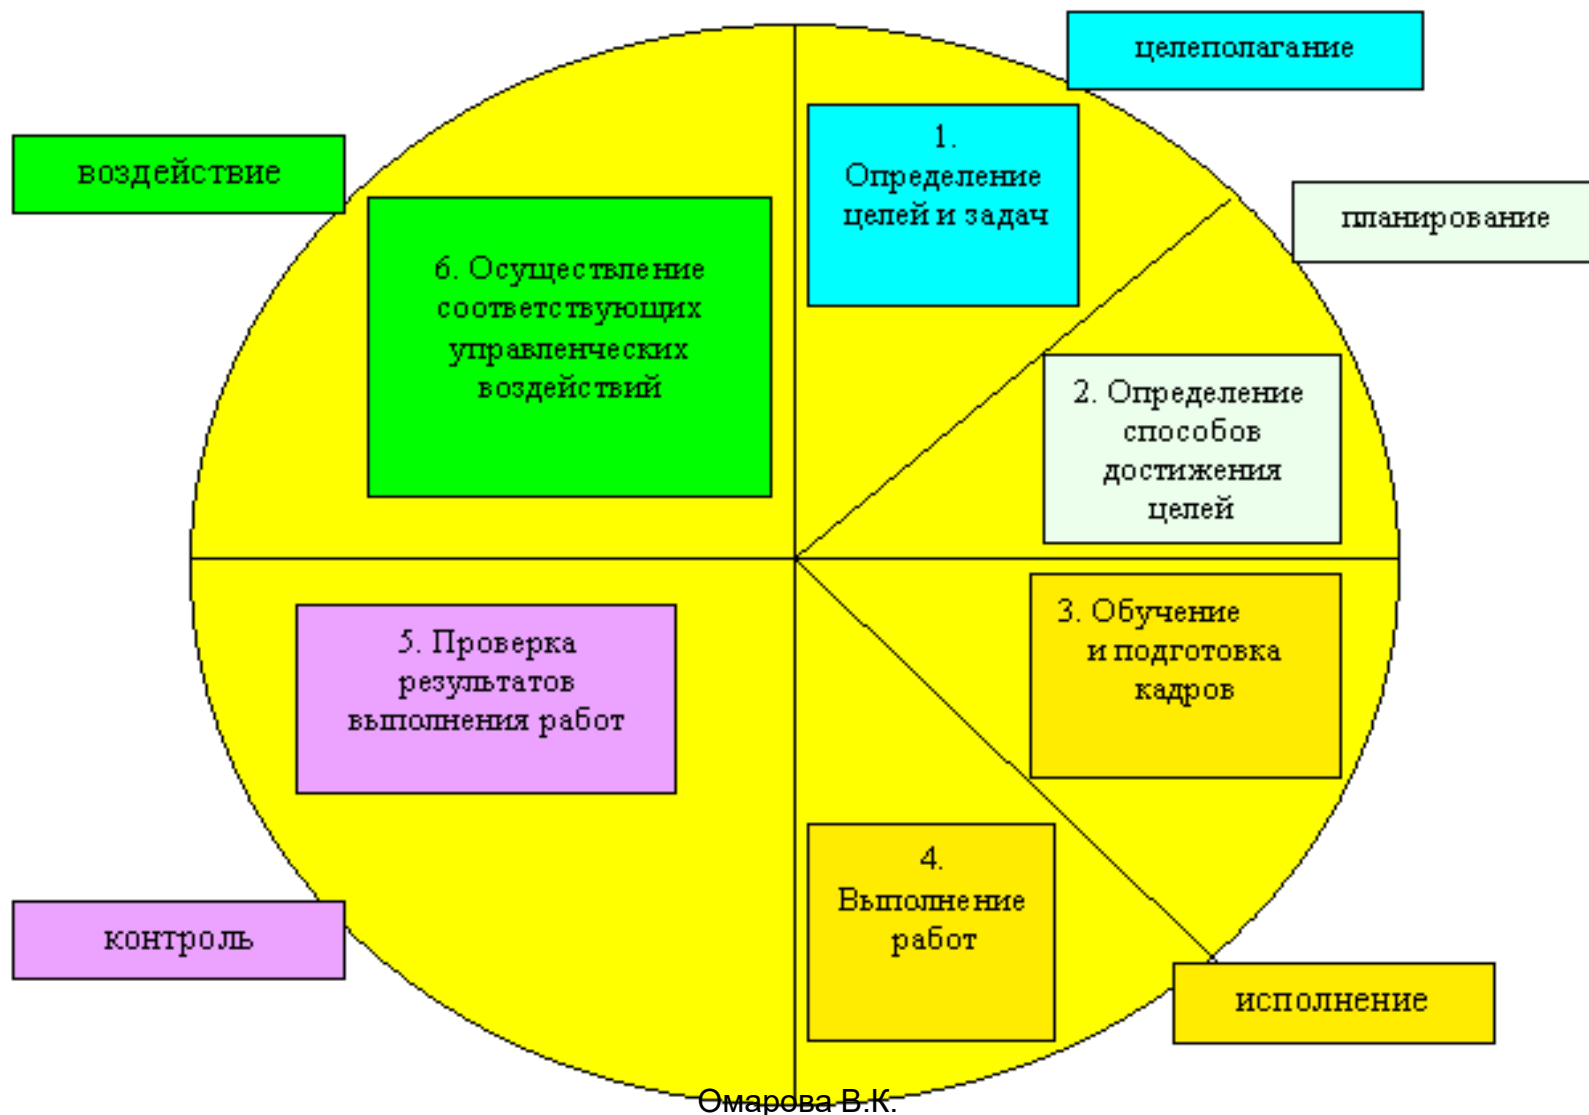 целеполагание
1.
Определение
целей и задач
планирование
2. Определение
способов
достижения
целей
3. Обучение
и подготовка
кадров
исполнение
4.
Выполнение
работ
5. Проверка
результатов
выполнения работ
контроль
воздействие
6. Осуществление
соответствующих
управленческих
воздействий
Омарова В.К.